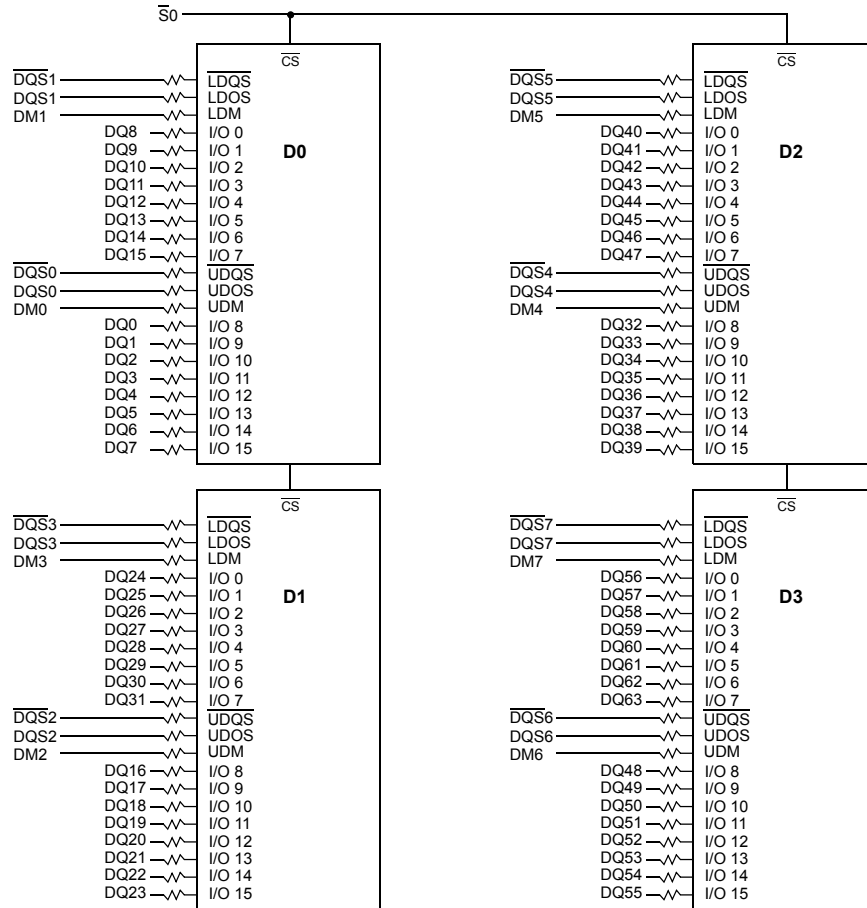 S0
CS
DQS1 LDQS
DQS1 LDOS
DM1 LDM
DQ8 I/O 0
DQ9 I/O 1 D0
DQ10 I/O 2
DQ11 I/O 3
DQ12 I/O 4
DQ13 I/O 5
DQ14 I/O 6
DQ15 I/O 7
DQS0 UDQS
DQS0 UDOS
DM0 UDM
DQ0 I/O 8
DQ1 I/O 9
DQ2 I/O 10
DQ3 I/O 11
DQ4 I/O 12
DQ5 I/O 13
DQ6 I/O 14
DQ7 I/O 15
CS
DQS3 LDQS
DQS3 LDOS
DM3 LDM
DQ24 I/O 0
DQ25 I/O 1 D1
DQ26 I/O 2
DQ27 I/O 3
DQ28 I/O 4
DQ29 I/O 5
DQ30 I/O 6
DQ31 I/O 7
DQS2 UDQS
DQS2 UDOS
DM2 UDM
DQ16 I/O 8
DQ17 I/O 9
DQ18 I/O 10
DQ19 I/O 11
DQ20 I/O 12
DQ21 I/O 13
DQ22 I/O 14
DQ23 I/O 15
CS
DQS5 LDQS
DQS5 LDOS
DM5 LDM
DQ40 I/O 0
DQ41 I/O 1 D2
DQ42 I/O 2
DQ43 I/O 3
DQ44 I/O 4
DQ45 I/O 5
DQ46 I/O 6
DQ47 I/O 7
DQS4 UDQS
DQS4 UDOS
DM4 UDM
DQ32 I/O 8
DQ33 I/O 9
DQ34 I/O 10
DQ35 I/O 11
DQ36 I/O 12
DQ37 I/O 13
DQ38 I/O 14
DQ39 I/O 15
CS
DQS7 LDQS
DQS7 LDOS
DM7 LDM
DQ56 I/O 0
DQ57 I/O 1 D3
DQ58 I/O 2
DQ59 I/O 3
DQ60 I/O 4
DQ61 I/O 5
DQ62 I/O 6
DQ63 I/O 7
DQS6 UDQS
DQS6 UDOS
DM6 UDM
DQ48 I/O 8
DQ49 I/O 9
DQ50 I/O 10
DQ51 I/O 11
DQ52 I/O 12
DQ53 I/O 13
DQ54 I/O 14
DQ55 I/O 15